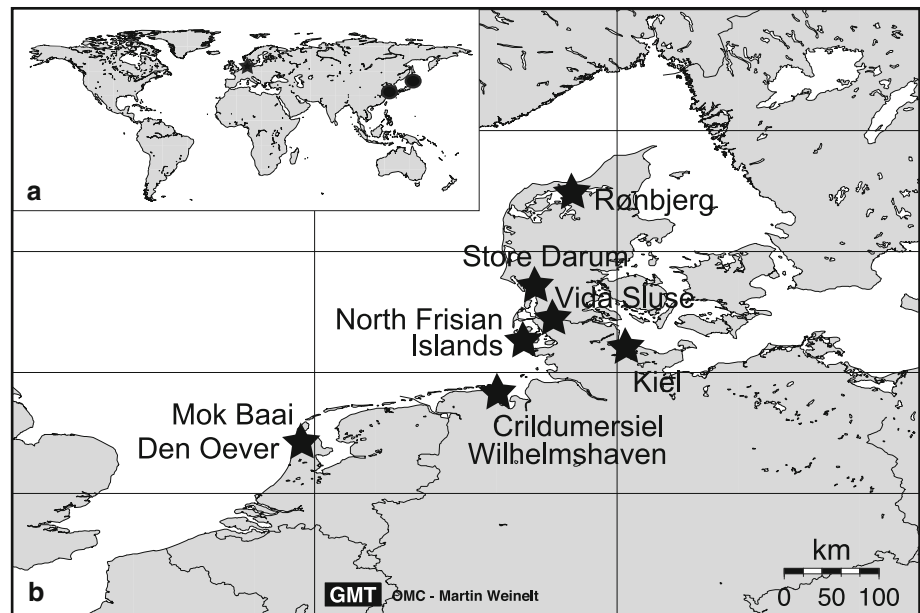 a
Rønbjerg
Store Darum
Vida Sluse
North Frisian
Islands
Kiel
Mok Baai
Den Oever
Crildumersiel
Wilhelmshaven
km
0 50 100
b
GMT OMC - Martin Weinelt